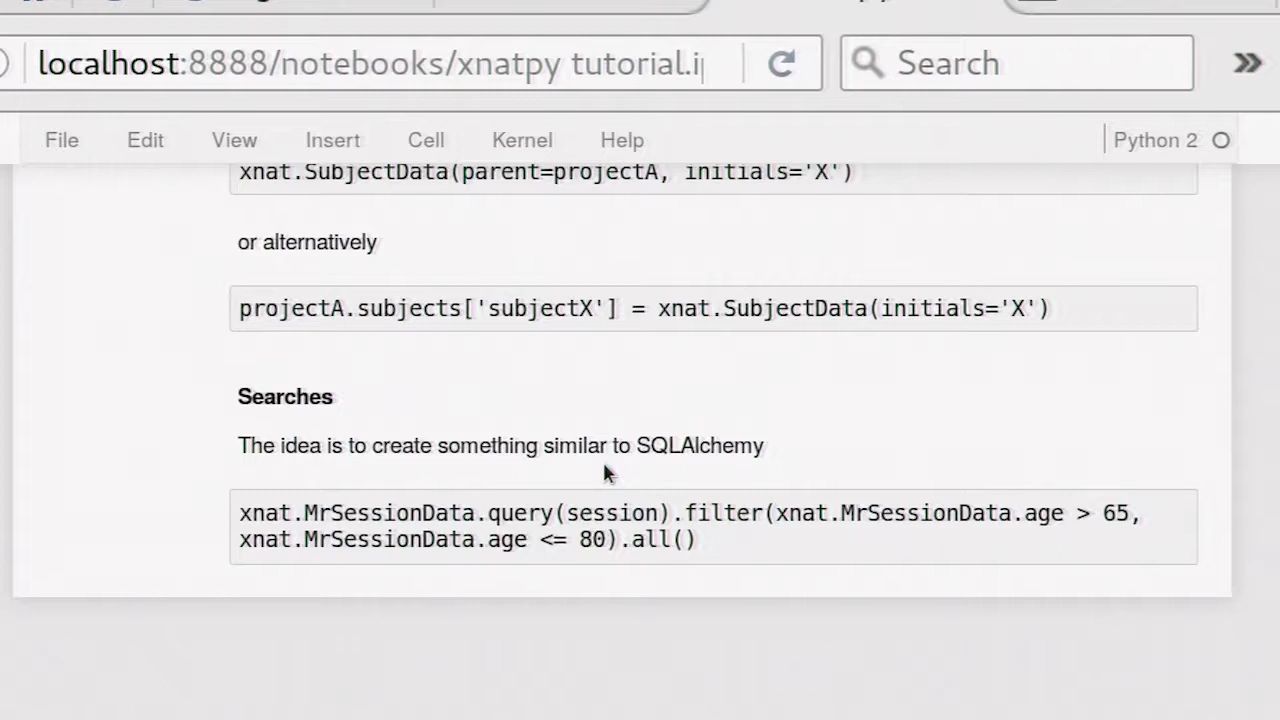 localhost:8888/notebooks/xnatpy tutorial.i
Search
File Edit View Insert Cell Kernel Help Python 2
xnat.SubjectData(parent=projectA, initials='X')
or alternatively
projectA.subjects['subjectX'] = xnat.SubjectData(initials='X')
Searches
The idea is to create something similar to SQLAlchemy
xnat.MrSessionData.query(session).filter(xnat.MrSessionData.age > 65,
xnat.MrSessionData.age <= 80).all()